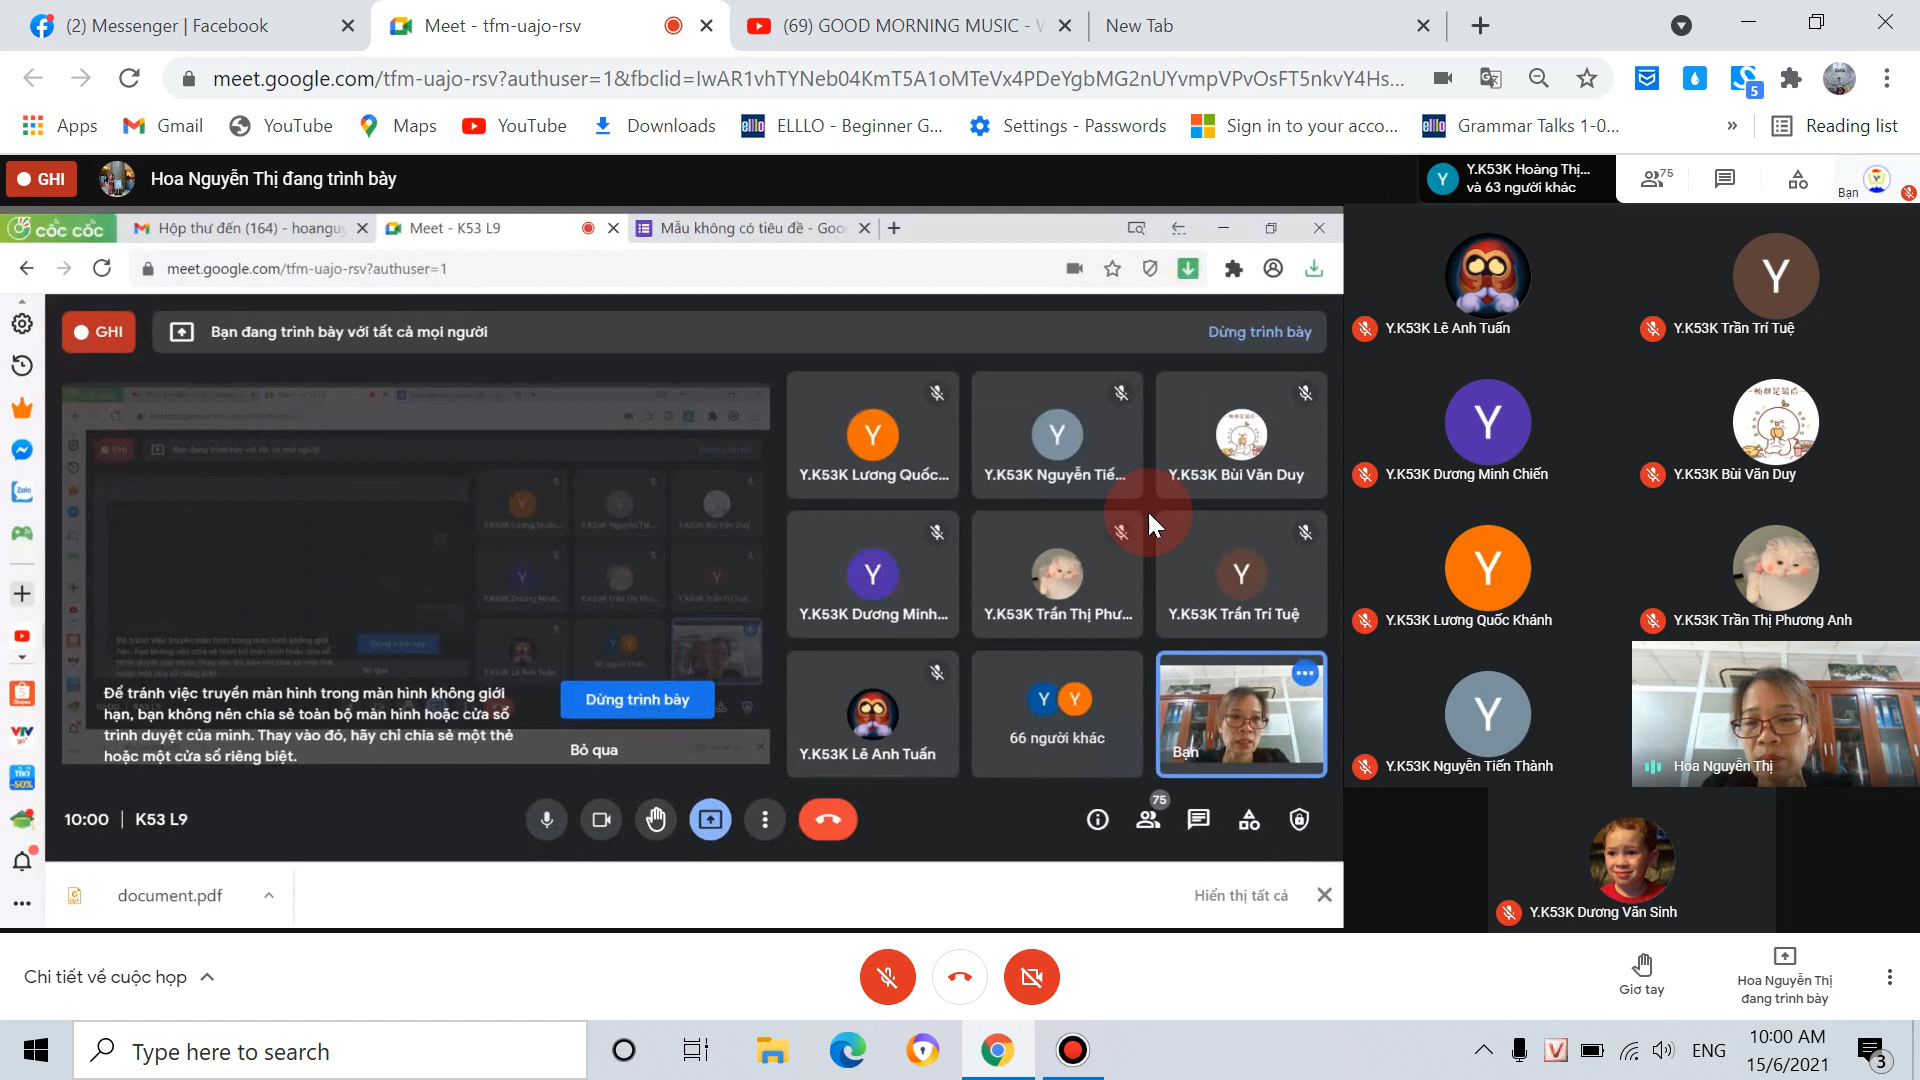 (2) Messenger | Facebook
Meet - tfm-uajo-rsv
(69) GOOD MORNING MUSIC -
New Tab
meet.google.com/tfm-uajo-rsv?authuser=1&fbclid=IwAR1vhTYNeb04KmT5A1oMTeVx4PDeYgbMG2nUYvmpVPvOsFT5nkvY4Hs...
5
Apps
Gmail
YouTube
Maps
YouTube
Downloads
ELLLO - Beginner G...
Settings - Passwords
Sign in to your acco...
Grammar Talks 1-0...
»
Reading list
GHI
Hoa Nguyễn Thị đang trình bày
Y
Y.K53K Hoàng Thị...
và 63 người khác
75
Bạn
cốc cốc
Hộp thư đến (164) - hoangu
Meet - K53 L9
Mẫu không có tiêu đề - Goo
meet.google.com/tfm-uajo-rsv?authuser=1
GHI
Bạn đang trình bày với tất cả mọi người
Dừng trình bày
Y
Y.K53K Lương Quốc...
Y
Y.K53K Nguyễn Tiế...
Y.K53K Bùi Văn Duy
Y
Y.K53K Dương Minh...
Y.K53K Trần Thị Phư...
Y
Y.K53K Trần Trí Tuệ
Y.K53K Lê Anh Tuấn
Y Y
66 người khác
Bạn
Để tránh việc truyền màn hình trong màn hình không giới
hạn, bạn không nên chia sẻ toàn bộ màn hình hoặc cửa sổ
trình duyệt của mình. Thay vào đó, hãy chỉ chia sẻ một thẻ
hoặc một cửa sổ riêng biệt.
Dừng trình bày
Bỏ qua
10:00 | K53 L9
75
document.pdf
Hiển thị tất cả
Zalo
VTV
go
TIKI
-50%
Y.K53K Lê Anh Tuấn
Y
Y.K53K Trần Trí Tuệ
Y
Y.K53K Dương Minh Chiến
Y.K53K Bùi Văn Duy
Y
Y.K53K Lương Quốc Khánh
Y.K53K Trần Thị Phương Anh
Y
Y.K53K Nguyễn Tiến Thành
Hoa Nguyễn Thị
Y.K53K Dương Văn Sinh
Chi tiết về cuộc họp
Giơ tay
Hoa Nguyễn Thị
đang trình bày
Type here to search
V
ENG
10:00 AM
15/6/2021
3